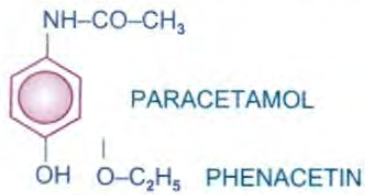 NH–CO–CH₃
PARACETAMOL
OH O–C₂H₅ PHENACETIN